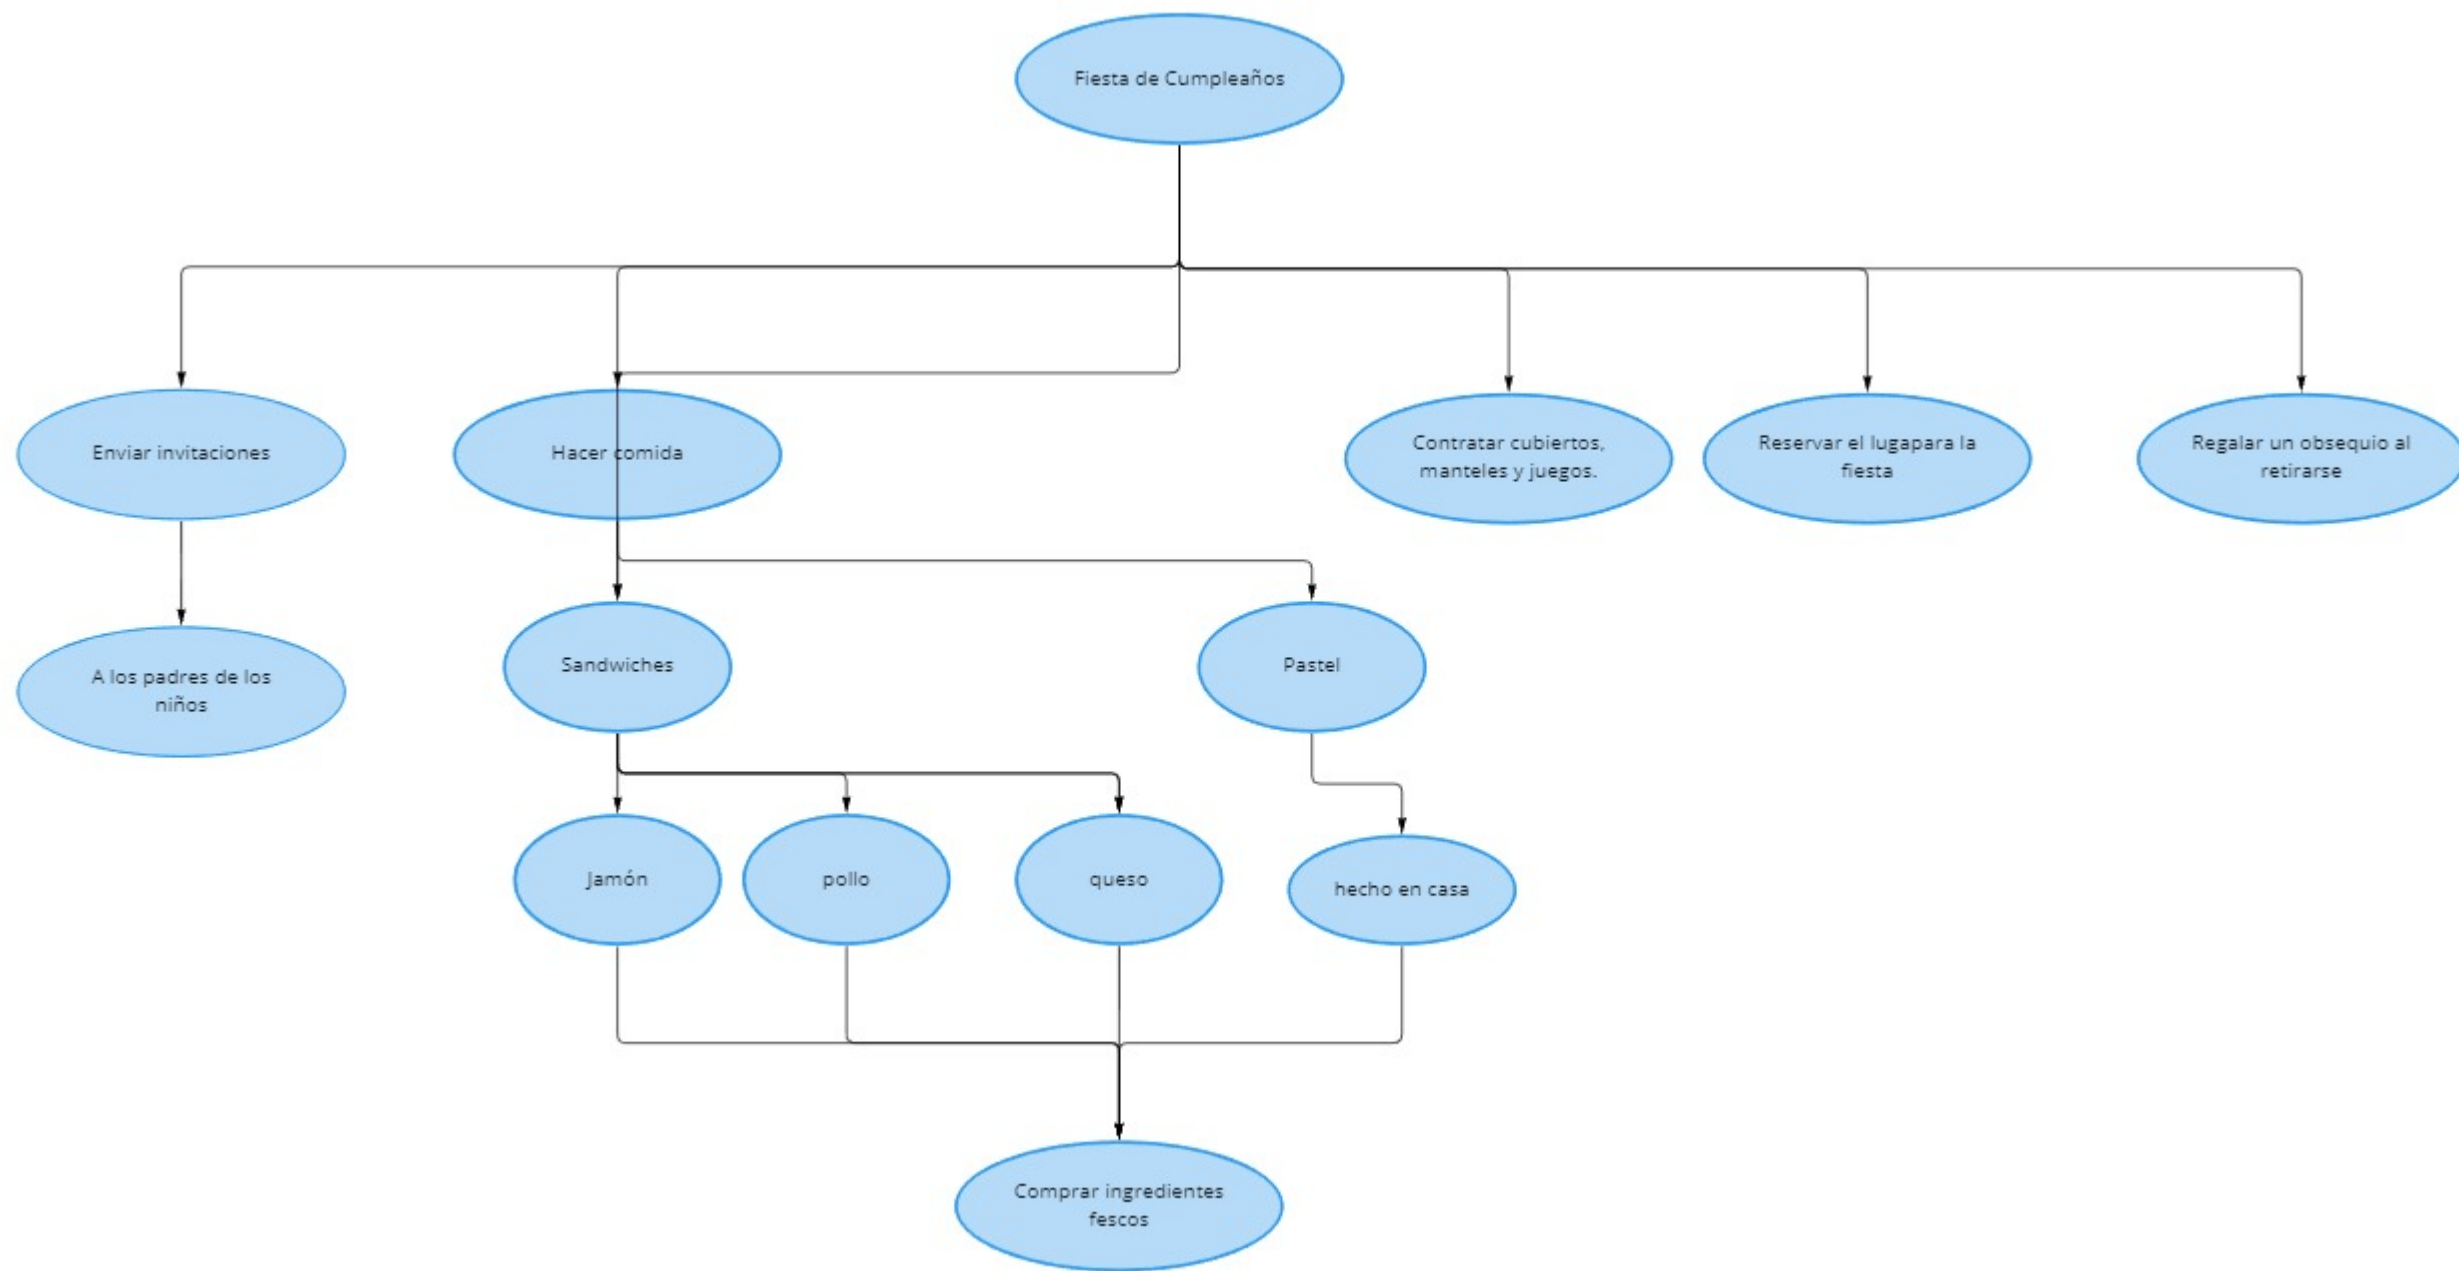 Fiesta de Cumpleaños
Enviar invitaciones
Hacer comida
Contratar cubiertos,
manteles y juegos.
Reservar el lugapara la
fiesta
Regalar un obsequio al
retirarse
A los padres de los
niños
Sandwiches
Pastel
Jamón
pollo
queso
hecho en casa
Comprar ingredientes
fescos